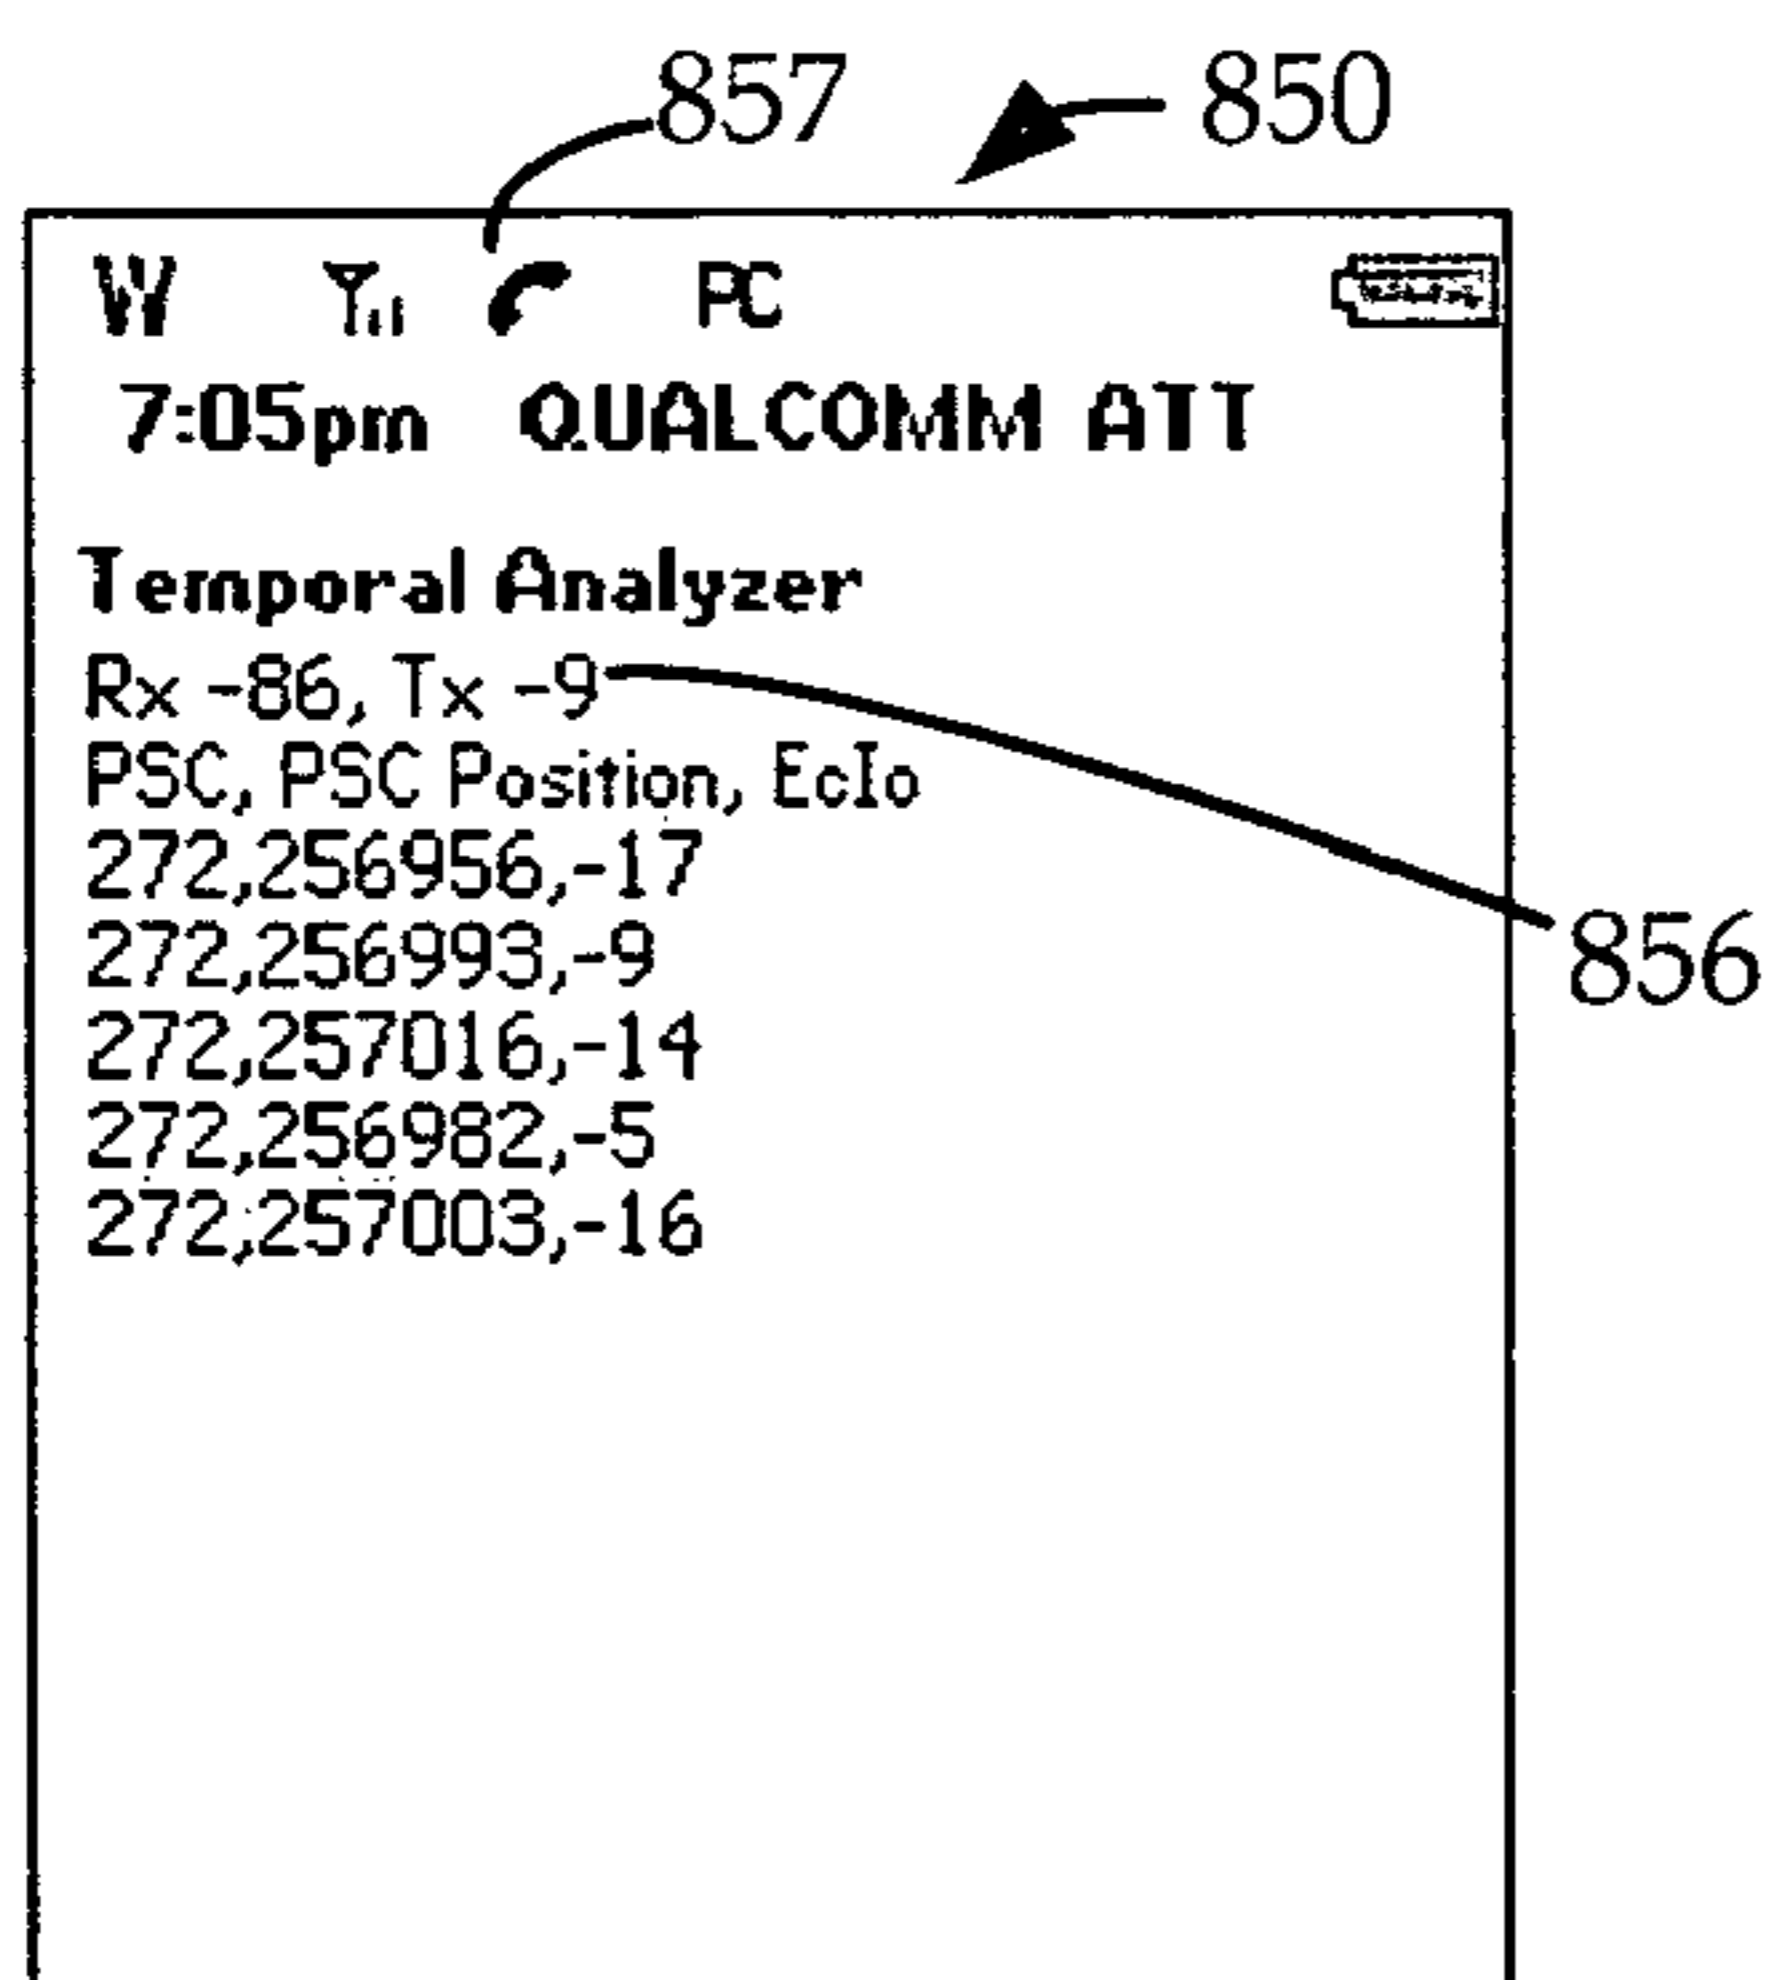 857 850
W PC
7:05pm QUALCOMM ATT
Temporal Analyzer
Rx -86, Tx -9
PSC, PSC Position, EcIo
272,256956,-17
272,256993,-9
856
272,257016,-14
272,256982,-5
272,257003,-16